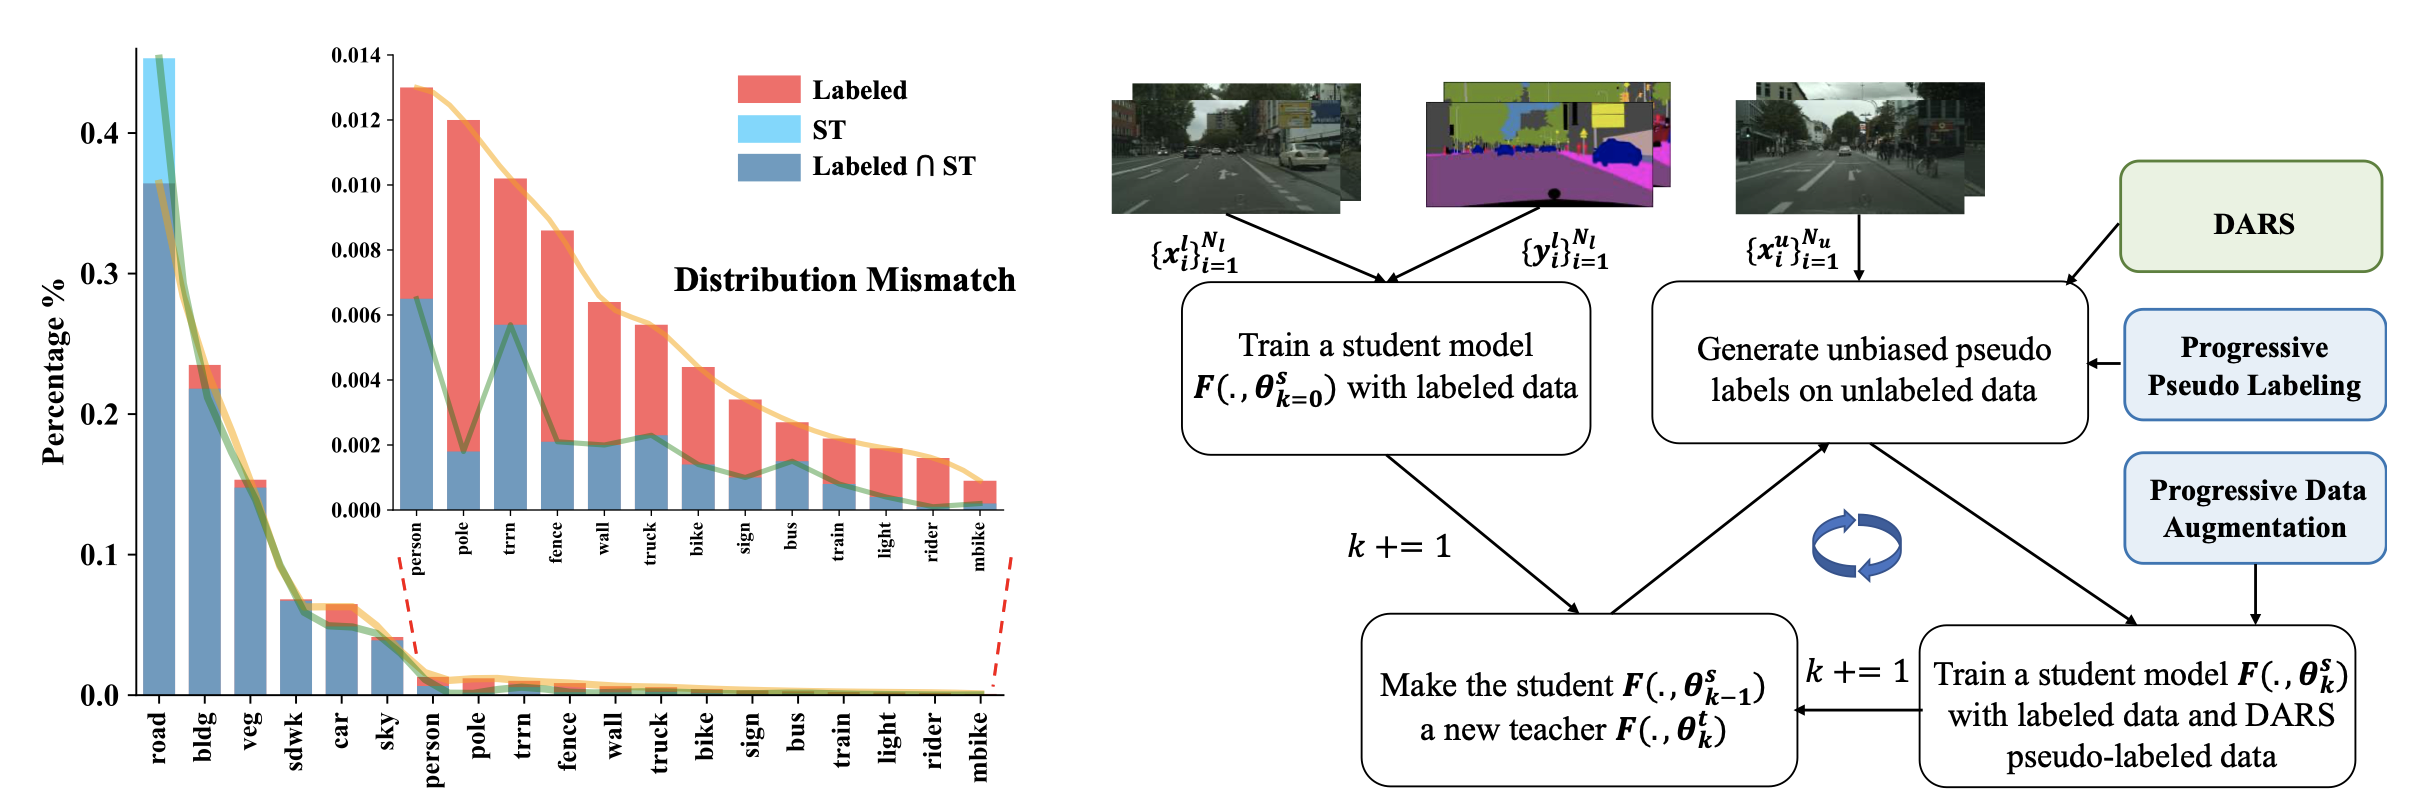 Percentage %
0.4
0.3
0.2
0.1
0.0
road
bldg
veg
sdwk
car
sky
person
pole
trrn
fence
wall
truck
bike
sign
bus
train
light
rider
mbike
0.014
0.012
0.010
0.008
0.006
0.004
0.002
0.000
person
pole
trrn
fence
wall
truck
bike
sign
bus
train
light
rider
mbike
Labeled
ST
Labeled ∩ ST
Distribution Mismatch
{x_i^l}_{i=1}^{N_l}
{y_i^l}_{i=1}^{N_l}
{x_i^u}_{i=1}^{N_u}
DARS
Train a student model
F(., θ_{k=0}^s) with labeled data
Generate unbiased pseudo
labels on unlabeled data
Progressive
Pseudo Labeling
Progressive Data
Augmentation
k += 1
Make the student F(., θ_{k−1}^s)
a new teacher F(., θ_k^t)
k += 1
Train a student model F(., θ_k^s)
with labeled data and DARS
pseudo-labeled data